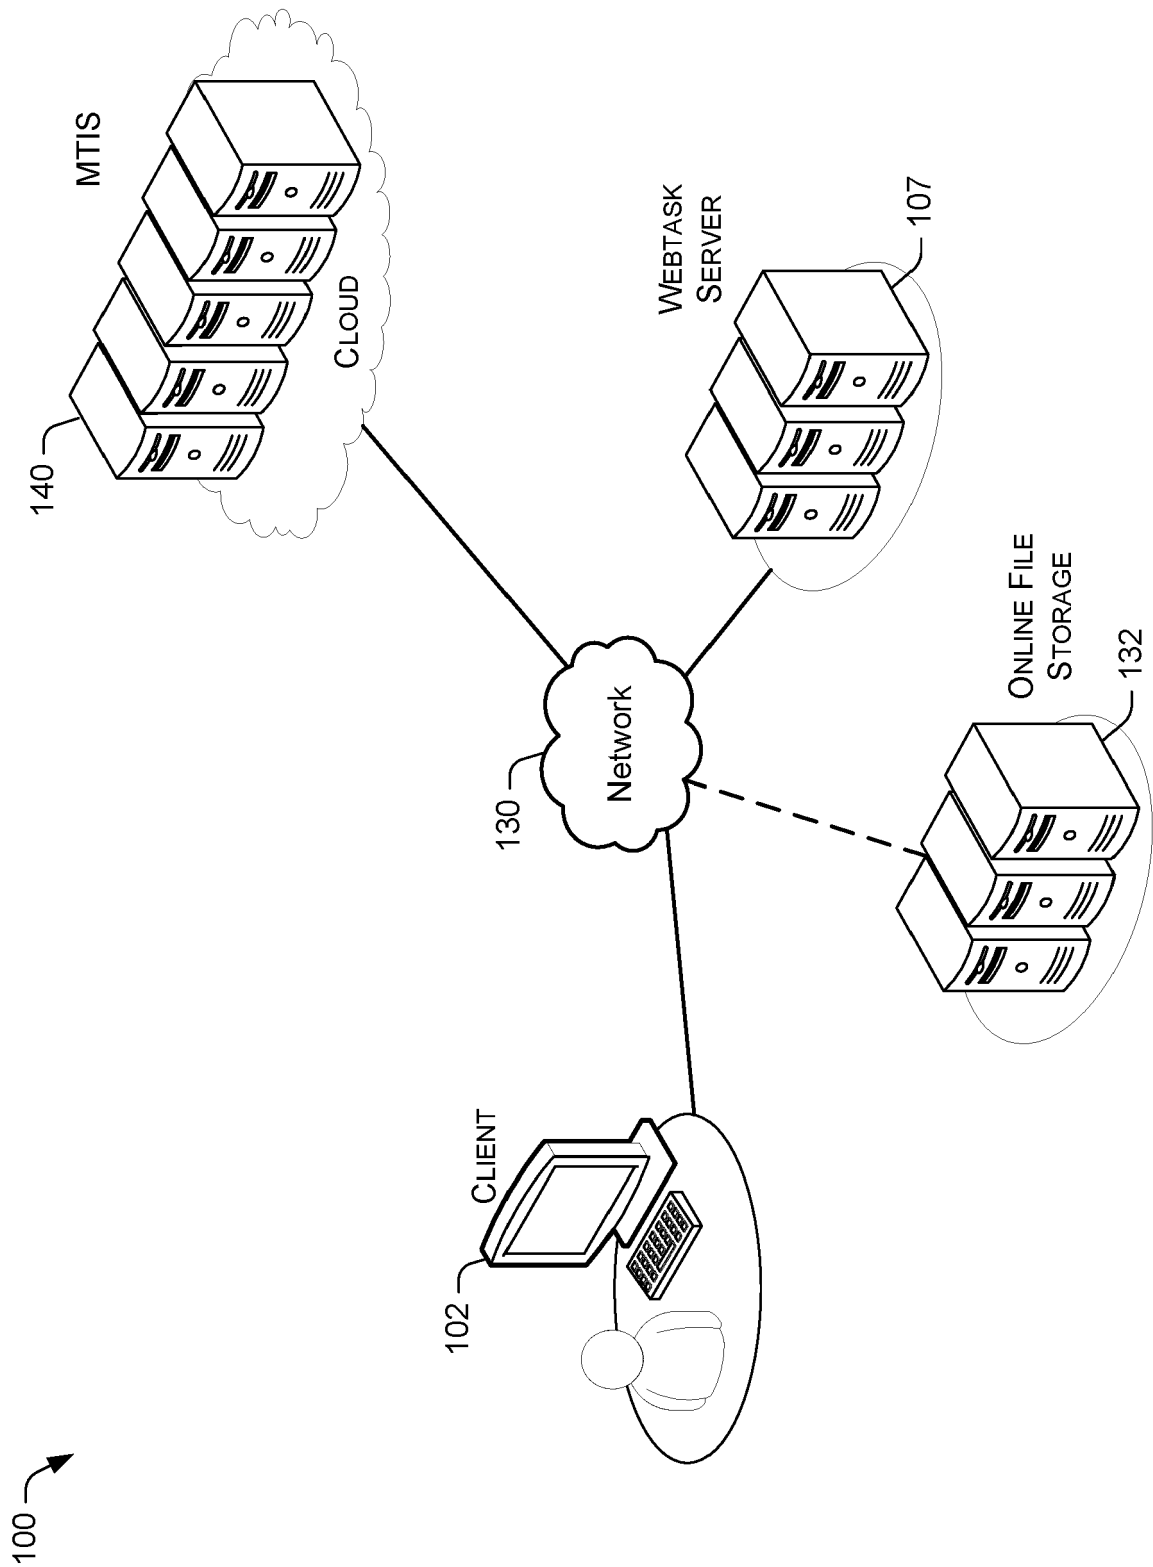 100
102
CLIENT
130
Network
140
MTIS
CLOUD
WEBTASK
SERVER
107
ONLINE FILE
STORAGE
132